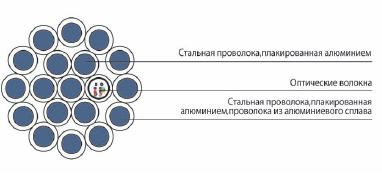 Стальная проволока,плакированная алюминием
Оптические волокна
Стальная проволока,плакированная
алюминием,проволока из алюминиевого сплава